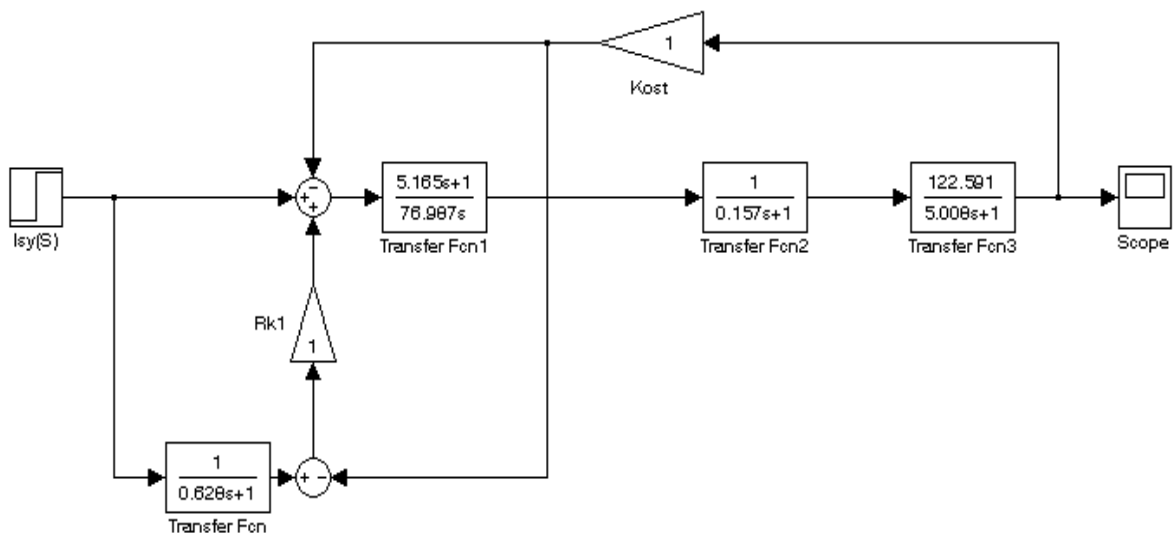 1
Kost
Isy(S)
−
+
+
5.165s+1
76.987s
Transfer Fcn1
1
0.157s+1
Transfer Fcn2
122.591
5.008s+1
Transfer Fcn3
Scope
Rk1
1
1
0.628s+1
Transfer Fcn
+ −